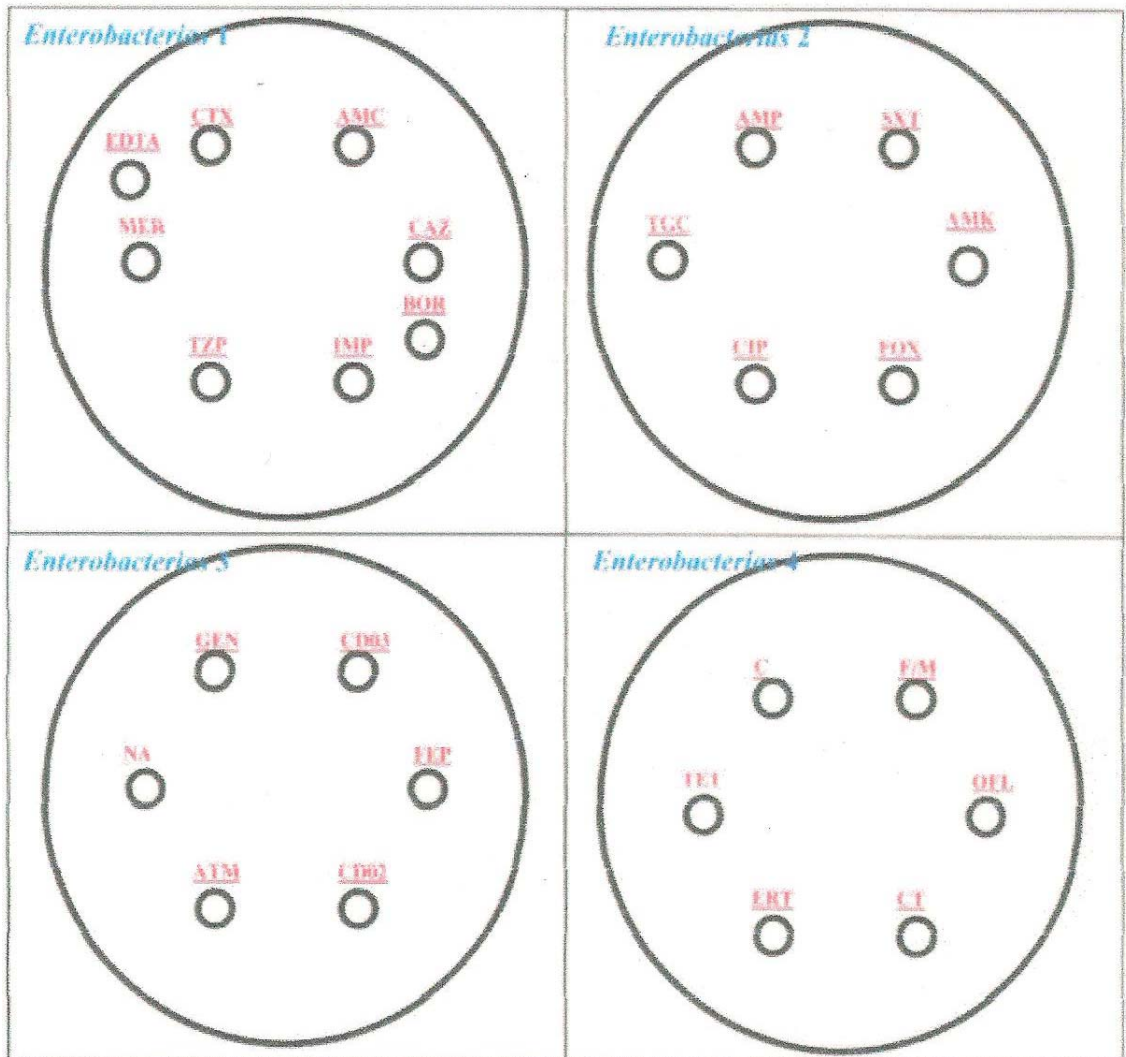 Enterobacterias 1
CTX AMC
EDTA
MER CAZ
BOR
TZP IMP
Enterobacterias 2
AMP SXT
TGC AMK
CIP FOX
Enterobacterias 3
GEN CD03
NA FEP
ATM CD02
Enterobacterias 4
C F/M
TET OFL
ERT CT